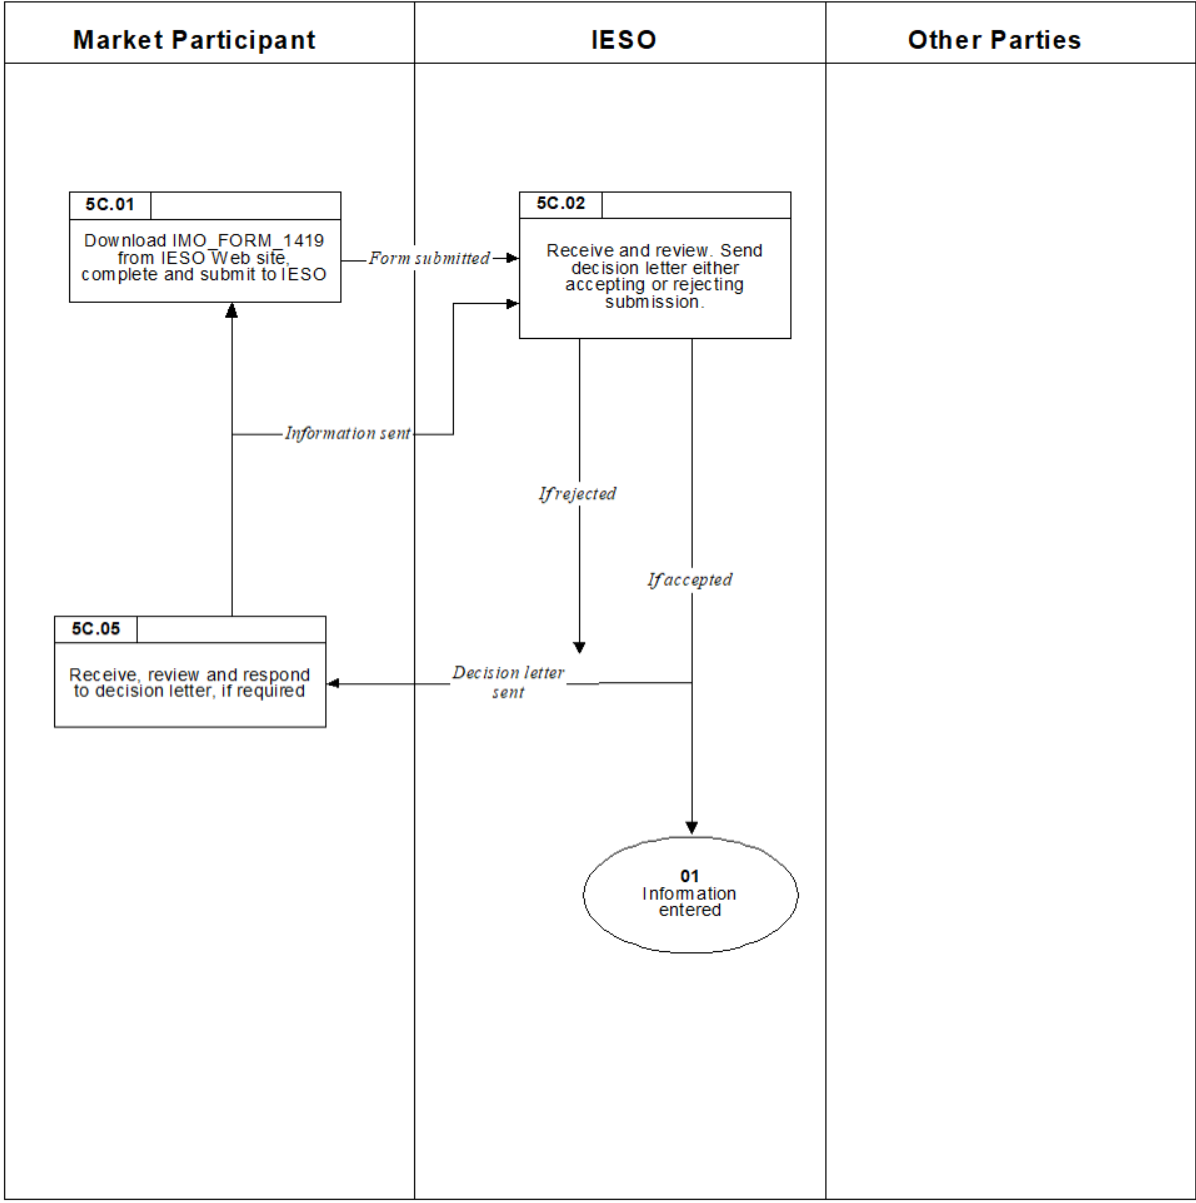 Market Participant
IESO
Other Parties
5C.01
Download IMO_FORM_1419
from IESO Web site,
complete and submit to IESO
Form submitted
5C.02
Receive and review. Send
decision letter either
accepting or rejecting
submission.
Information sent
If rejected
If accepted
5C.05
Receive, review and respond
to decision letter, if required
Decision letter
sent
01
Information
entered